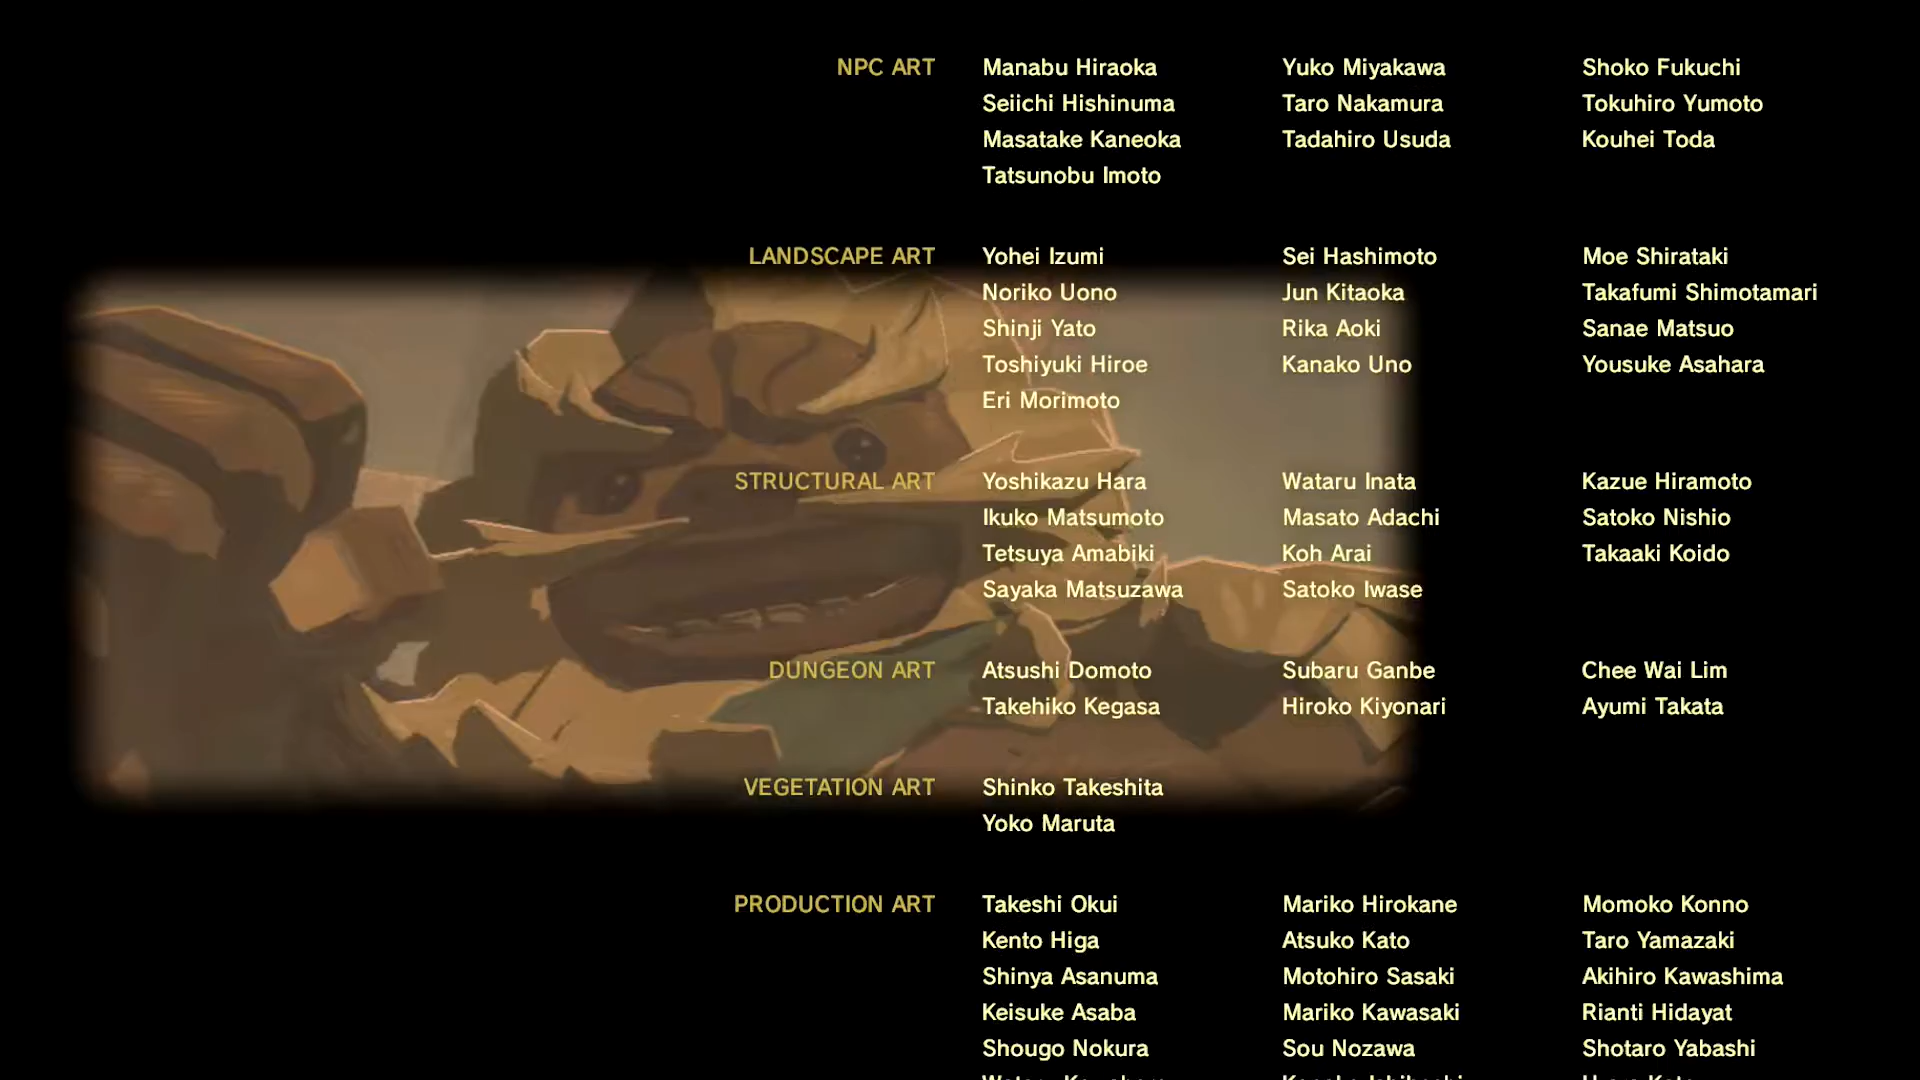 NPC ART Manabu Hiraoka Yuko Miyakawa Shoko Fukuchi
Seiichi Hishinuma Taro Nakamura Tokuhiro Yumoto
Masatake Kaneoka Tadahiro Usuda Kouhei Toda
Tatsunobu Imoto
LANDSCAPE ART Yohei Izumi Sei Hashimoto Moe Shirataki
Noriko Uono Jun Kitaoka Takafumi Shimotamari
Shinji Yato Rika Aoki Sanae Matsuo
Toshiyuki Hiroe Kanako Uno Yousuke Asahara
Eri Morimoto
STRUCTURAL ART Yoshikazu Hara Wataru Inata Kazue Hiramoto
Ikuko Matsumoto Masato Adachi Satoko Nishio
Tetsuya Amabiki Koh Arai Takaaki Koido
Sayaka Matsuzawa Satoko Iwase
DUNGEON ART Atsushi Domoto Subaru Ganbe Chee Wai Lim
Takehiko Kegasa Hiroko Kiyonari Ayumi Takata
VEGETATION ART Shinko Takeshita
Yoko Maruta
PRODUCTION ART Takeshi Okui Mariko Hirokane Momoko Konno
Kento Higa Atsuko Kato Taro Yamazaki
Shinya Asanuma Motohiro Sasaki Akihiro Kawashima
Keisuke Asaba Mariko Kawasaki Rianti Hidayat
Shougo Nokura Sou Nozawa Shotaro Yabashi